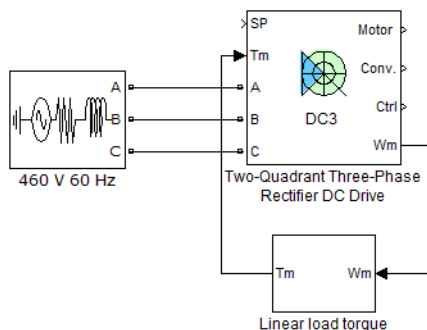 SP
Motor
Tm
Conv.
A
A
DC3
Ctrl
B
B
C
C
Wm
460 V 60 Hz
Two-Quadrant Three-Phase
Rectifier DC Drive
Tm
Wm
Linear load torque